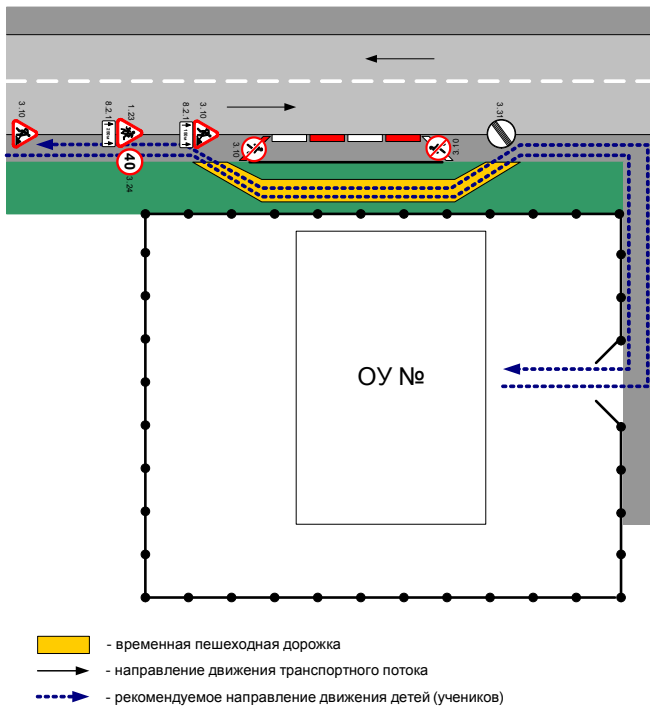 3.10
8.2.1
1.23
8.2.1
3.10
3.31
40
3.24
3.10
3.10
ОУ №
- временная пешеходная дорожка
- направление движения транспортного потока
- рекомендуемое направление движения детей (учеников)